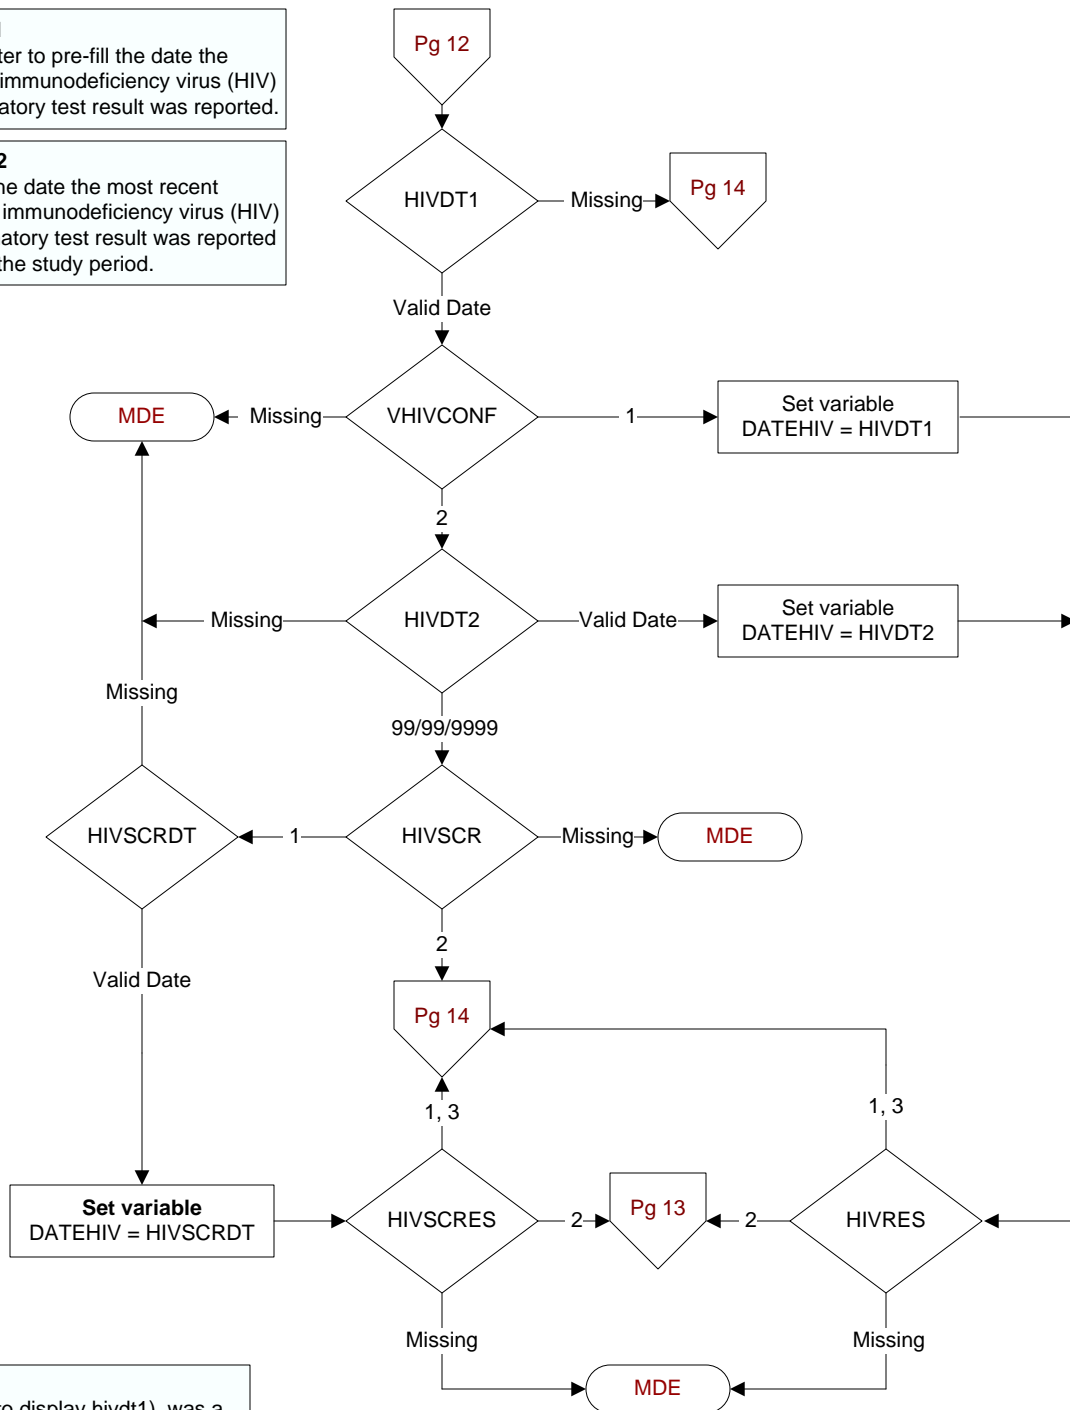 ter to pre-fill the date the
immunodeficiency virus (HIV)
atory test result was reported.
2
he date the most recent
immunodeficiency virus (HIV)
atory test result was reported
the study period.
Pg 12
HIVDT1
Missing
Pg 14
Valid Date
MDE
Missing
VHIVCONF
1
Set variable
DATEHIV = HIVDT1
2
Missing
HIVDT2
Valid Date
Set variable
DATEHIV = HIVDT2
Missing
99/99/9999
HIVSCRDT
1
HIVSCR
Missing
MDE
2
Valid Date
Pg 14
1, 3
1, 3
Set variable
DATEHIV = HIVSCRDT
HIVSCRES
2
Pg 13
2
HIVRES
Missing
Missing
MDE
o display hivdt1), was a